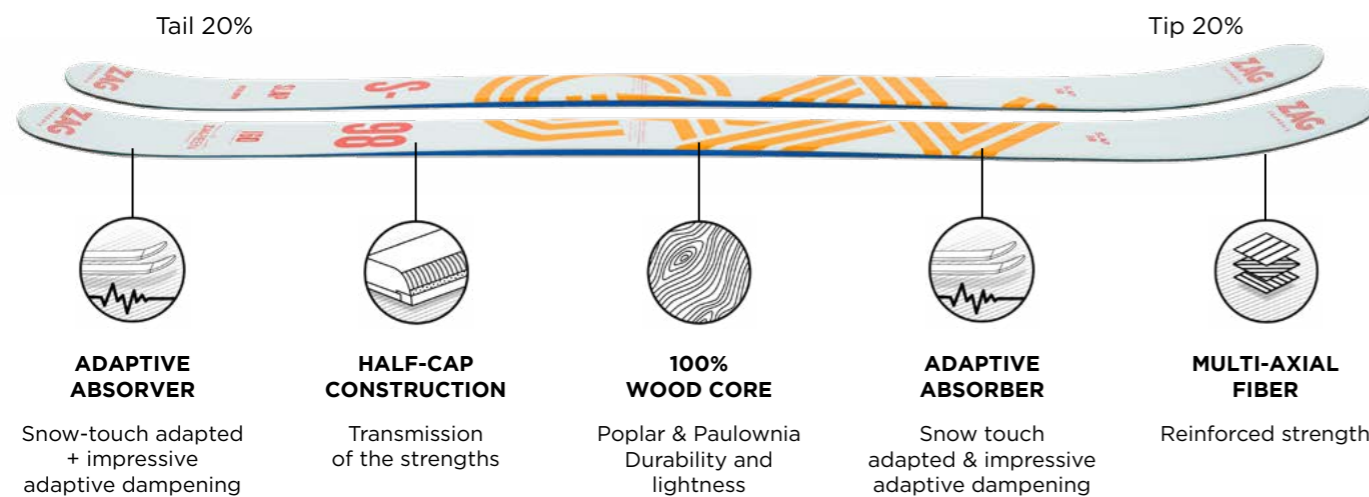 Tail 20%
Tip 20%
ZAG
SLAP
S-
ZAG
ZAG
160
98
ZAG
ADAPTIVE
ABSORVER
Snow-touch adapted
+ impressive
adaptive dampening
HALF-CAP
CONSTRUCTION
Transmission
of the strengths
100%
WOOD CORE
Poplar & Paulownia
Durability and
lightness
ADAPTIVE
ABSORBER
Snow touch
adapted & impressive
adaptive dampening
MULTI-AXIAL
FIBER
Reinforced strength